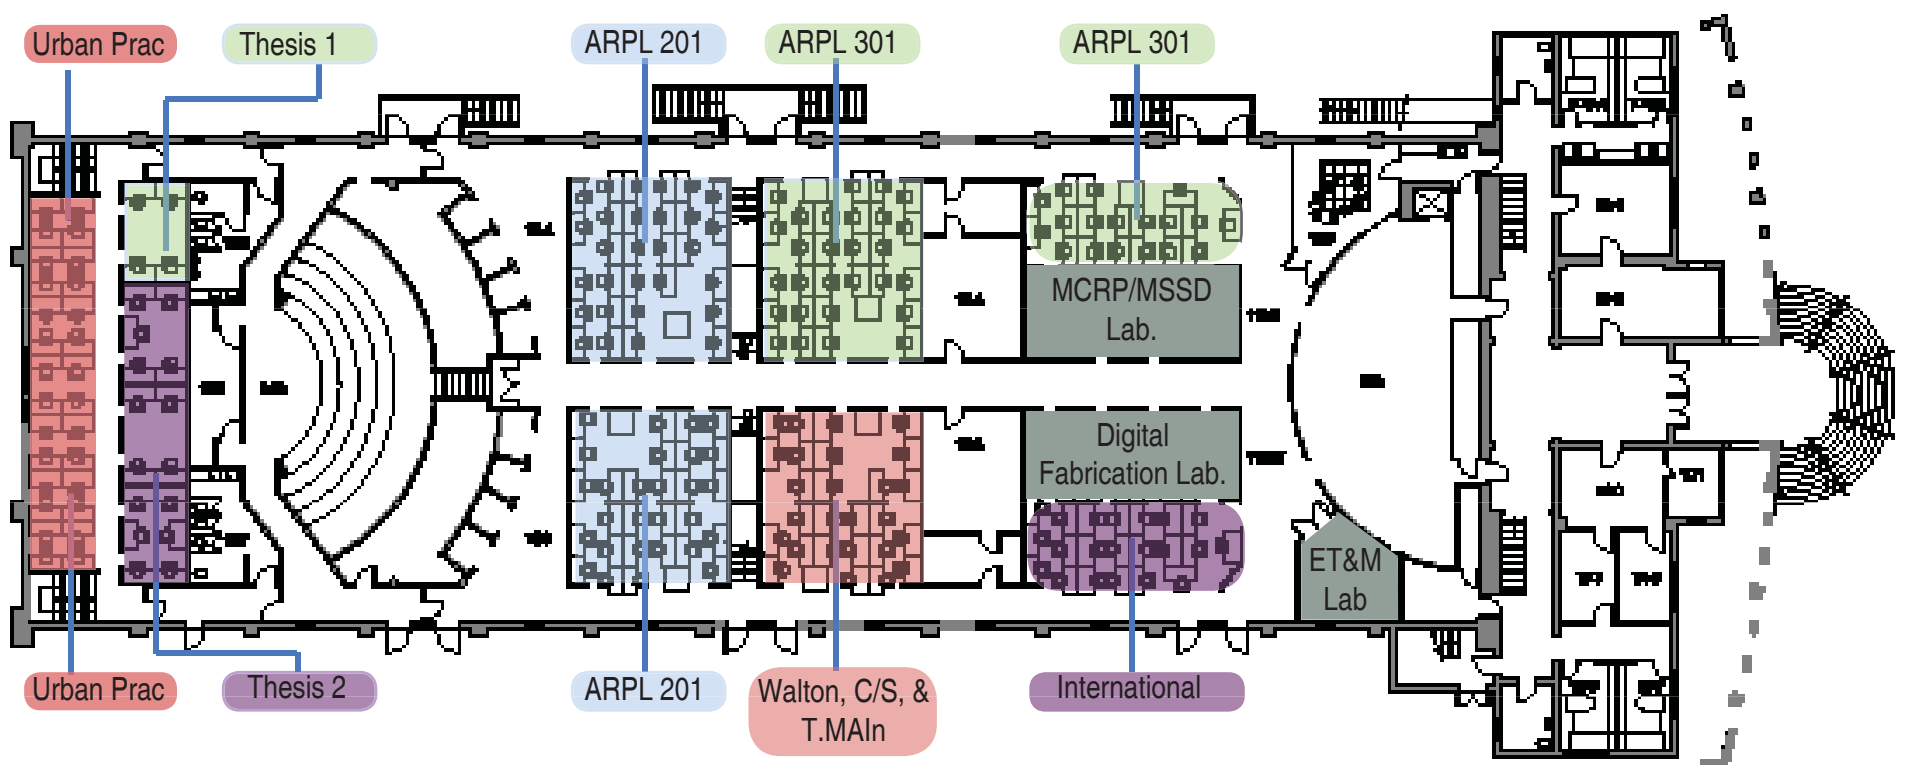 Urban Prac
Thesis 1
ARPL 201
ARPL 301
ARPL 301
MCRP/MSSD
Lab.
Digital
Fabrication Lab.
ET&M
Lab
Urban Prac
Thesis 2
ARPL 201
Walton, C/S, &
T.MAIn
International